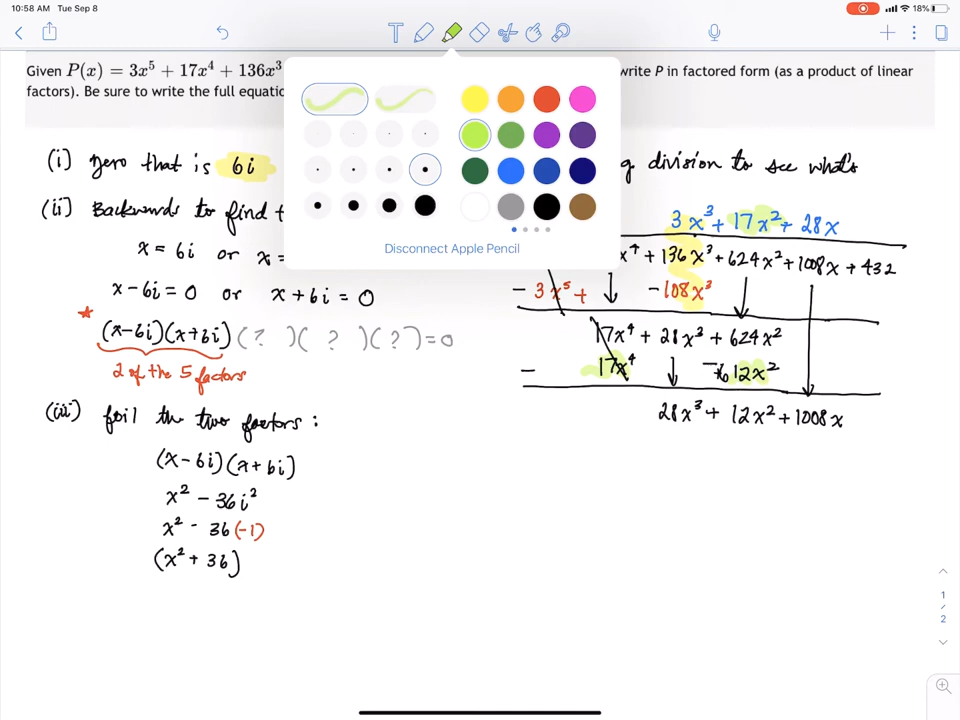 10:58 AM Tue Sep 8
18%
Given P(x) = 3x⁵ + 17x⁴ + 136x³ write P in factored form (as a product of linear
factors). Be sure to write the full equatio
Disconnect Apple Pencil
(i) zero that is 6i
(ii) Backwards to find
x = 6i or x =
x-6i=0 or x+6i=0
* (x-6i)(x+6i)(?)(?)(?)=0
2 of the 5 factors
(iii) foil the two factors:
(x-6i)(x+6i)
x² - 36i²
x² - 36(-1)
(x² + 36)
division to see what's
3x³ + 17x² + 28x
x⁴ + 136x³ + 624x² + 1008x + 432
- 3x⁵ + -108x³
17x⁴ + 28x³ + 624x²
- 17x⁴ -612x²
28x³ + 12x² + 1008x
1
/
2